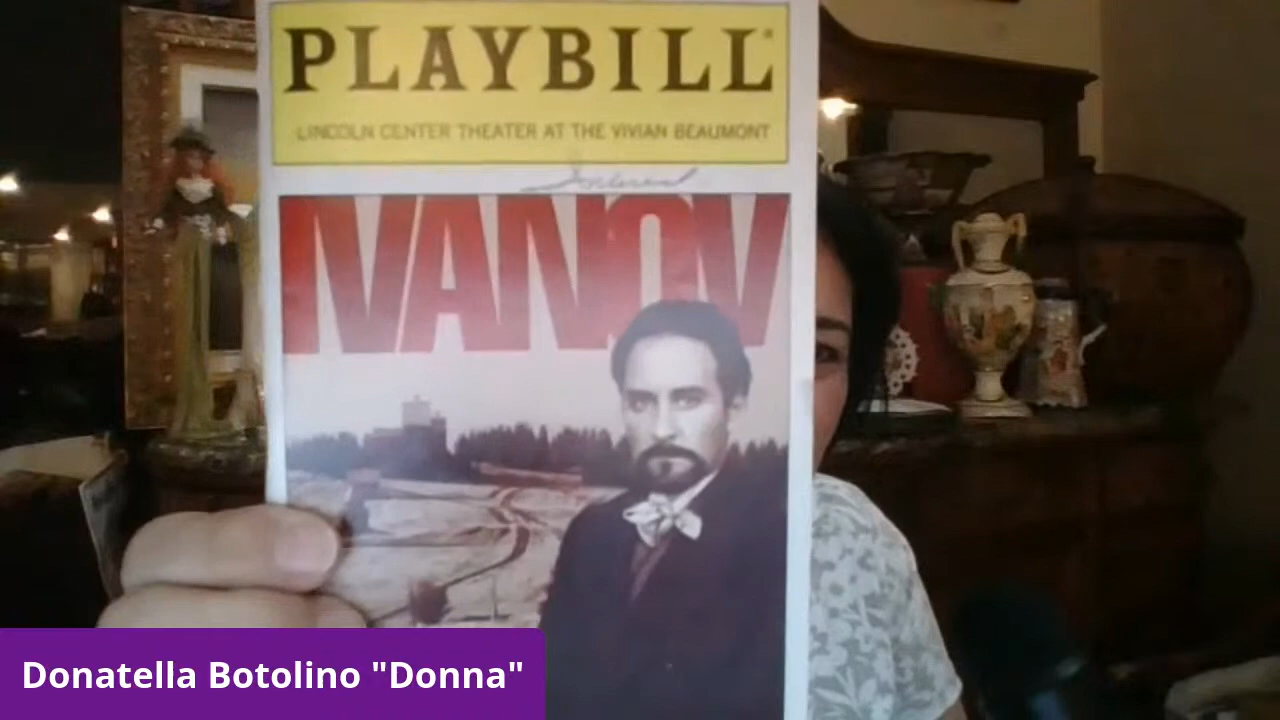 PLAYBILL®
LINCOLN CENTER THEATER AT THE VIVIAN BEAUMONT
IVANOV
Donatella Botolino "Donna"